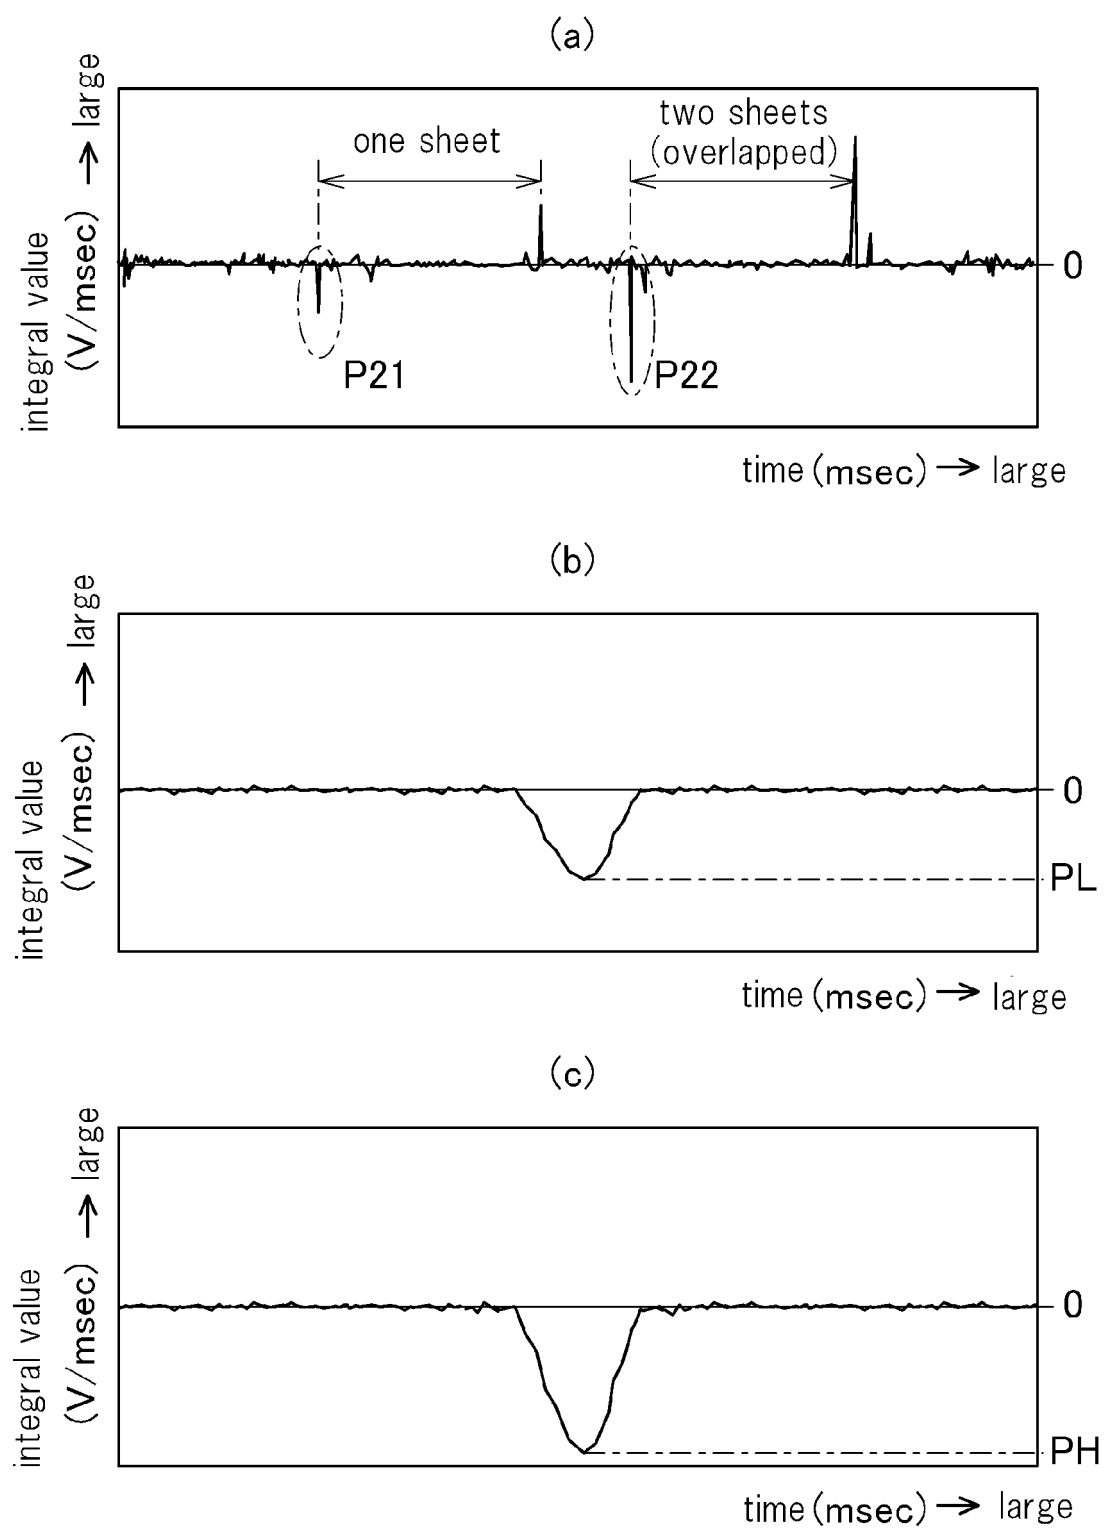 (a)
integral value
(V/msec) → large
one sheet
two sheets
(overlapped)
0
P21
P22
time (msec) → large
(b)
integral value
(V/msec) → large
0
PL
time (msec) → large
(c)
integral value
(V/msec) → large
0
PH
time (msec) → large